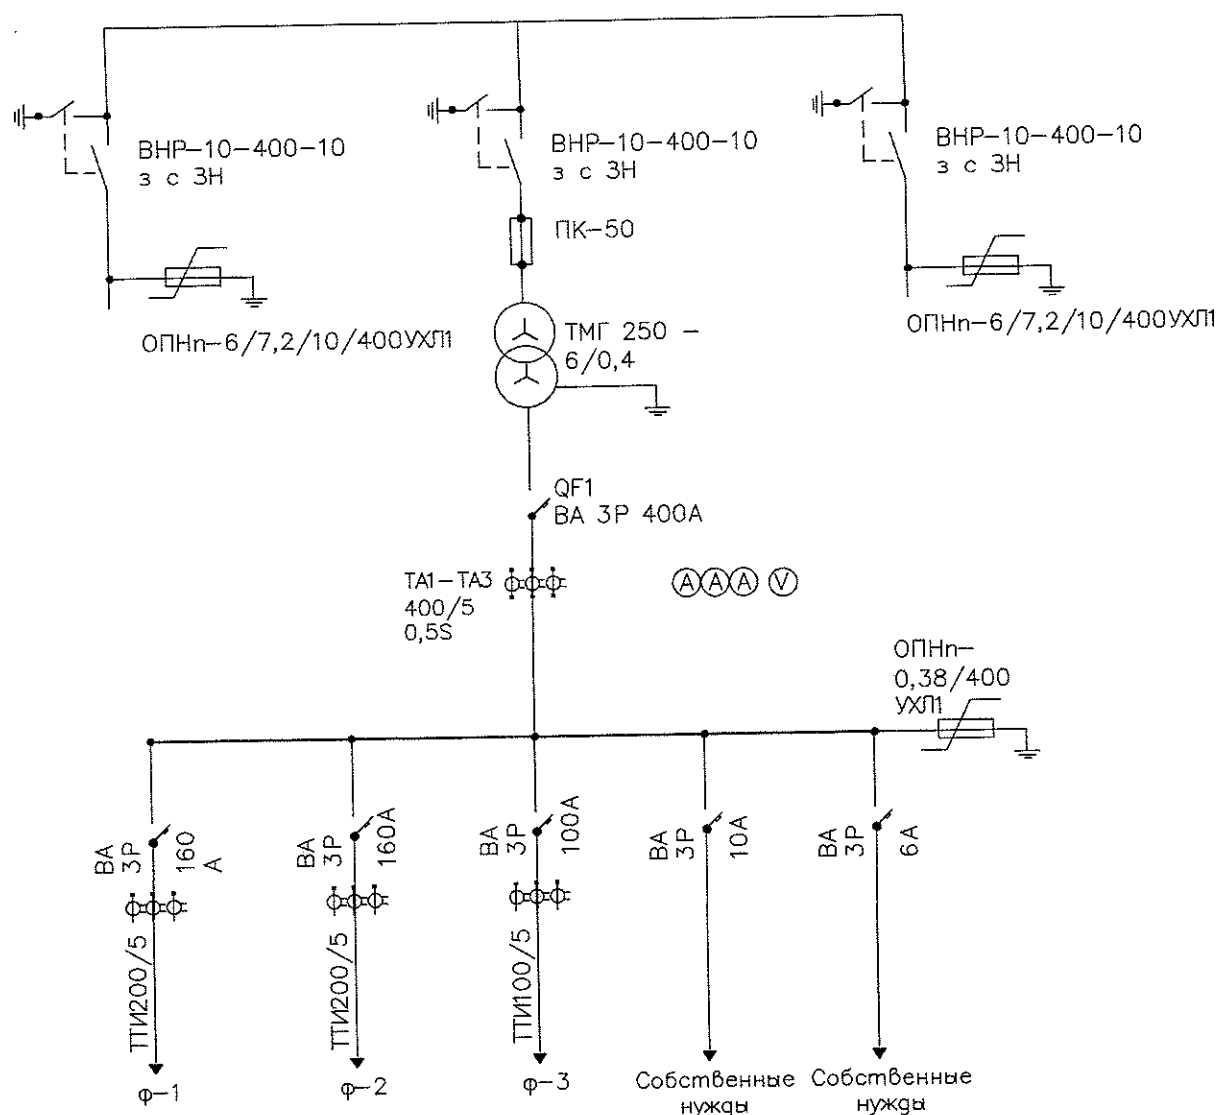 ВНР-10-400-10
з с ЗН
ВНР-10-400-10
з с ЗН
ВНР-10-400-10
з с ЗН
ПК-50
ОПНп-6/7,2/10/400УХЛ1
ТМГ 250 -
6/0,4
ОПНп-6/7,2/10/400УХЛ1
QF1
ВА 3Р 400А
ТА1-ТА3
400/5
0,5S
А А А V
ОПНп-
0,38/400
УХЛ1
ВА
3Р
160
А
ВА
3Р
160А
ВА
3Р
100А
ВА
3Р
10А
ВА
3Р
6А
ТТИ200/5
ТТИ200/5
ТТИ100/5
ф-1
ф-2
ф-3
Собственные
нужды
Собственные
нужды